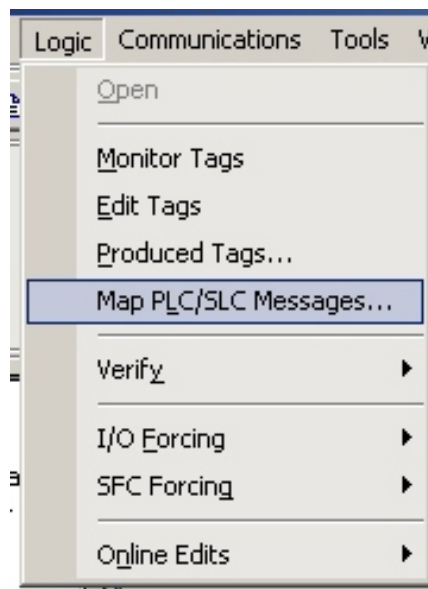 Logic Communications Tools
Open
Monitor Tags
Edit Tags
Produced Tags...
Map PLC/SLC Messages...
Verify
I/O Forcing
SFC Forcing
Online Edits